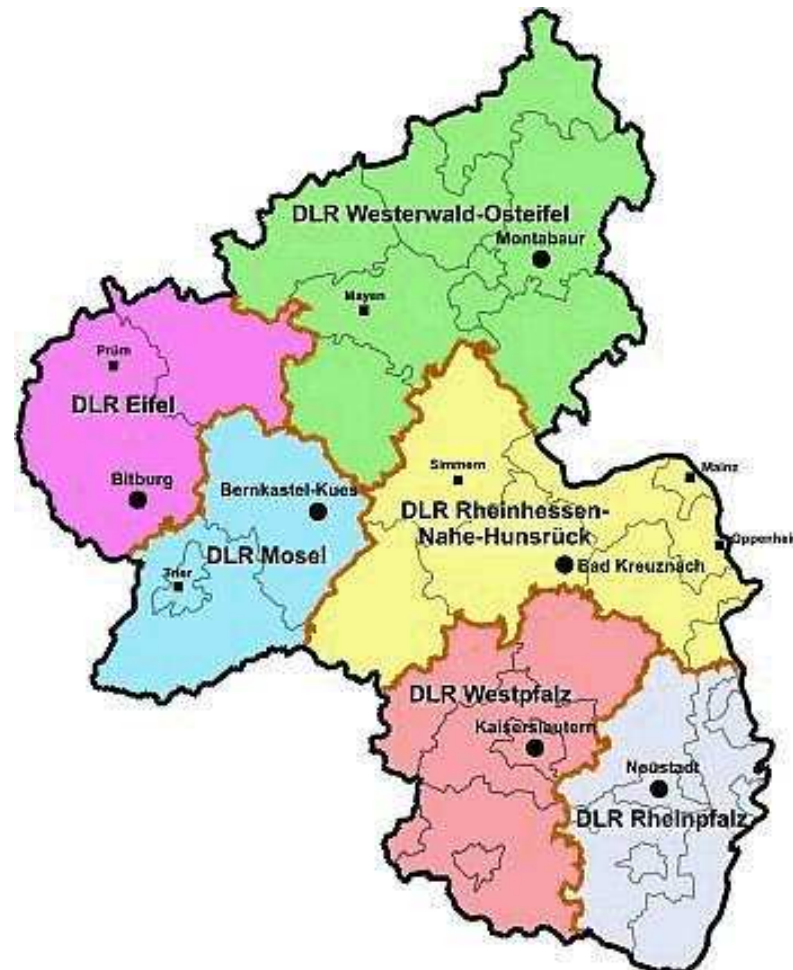 DLR Westerwald-Osteifel
Montabaur
Mayen
Prüm
DLR Eifel
Bitburg
Bernkastel-Kues
DLR Mosel
Trier
Simmern
Mainz
DLR Rheinhessen-
Nahe-Hunsrück
Oppenheim
Bad Kreuznach
DLR Westpfalz
Kaiserslautern
Neustadt
DLR Rheinpfalz